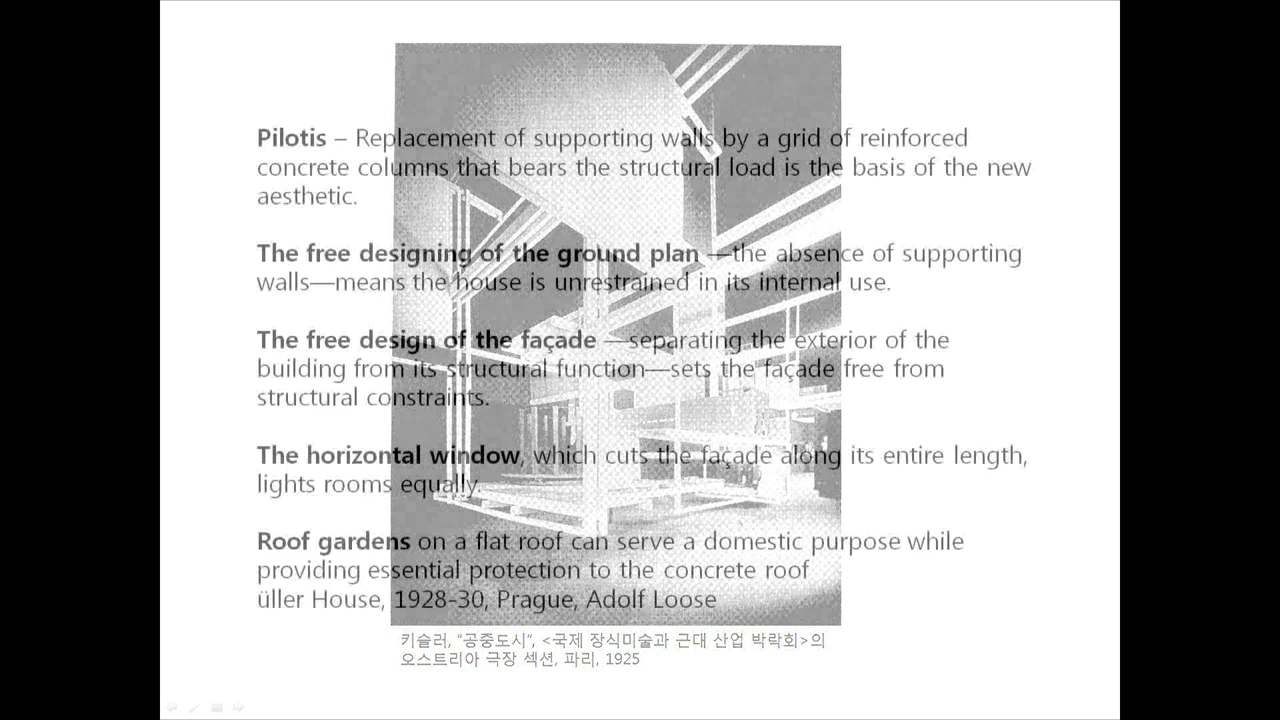 Pilotis – Replacement of supporting walls by a grid of reinforced
concrete columns that bears the structural load is the basis of the new
aesthetic.
The free designing of the ground plan —the absence of supporting
walls—means the house is unrestrained in its internal use.
The free design of the façade —separating the exterior of the
building from its structural function—sets the façade free from
structural constraints.
The horizontal window, which cuts the façade along its entire length,
lights rooms equally.
Roof gardens on a flat roof can serve a domestic purpose while
providing essential protection to the concrete roof
üller House, 1928-30, Prague, Adolf Loose
키슬러, "공중도시", <국제 장식미술과 근대 산업 박락회>의
오스트리아 극장 섹션, 파리, 1925